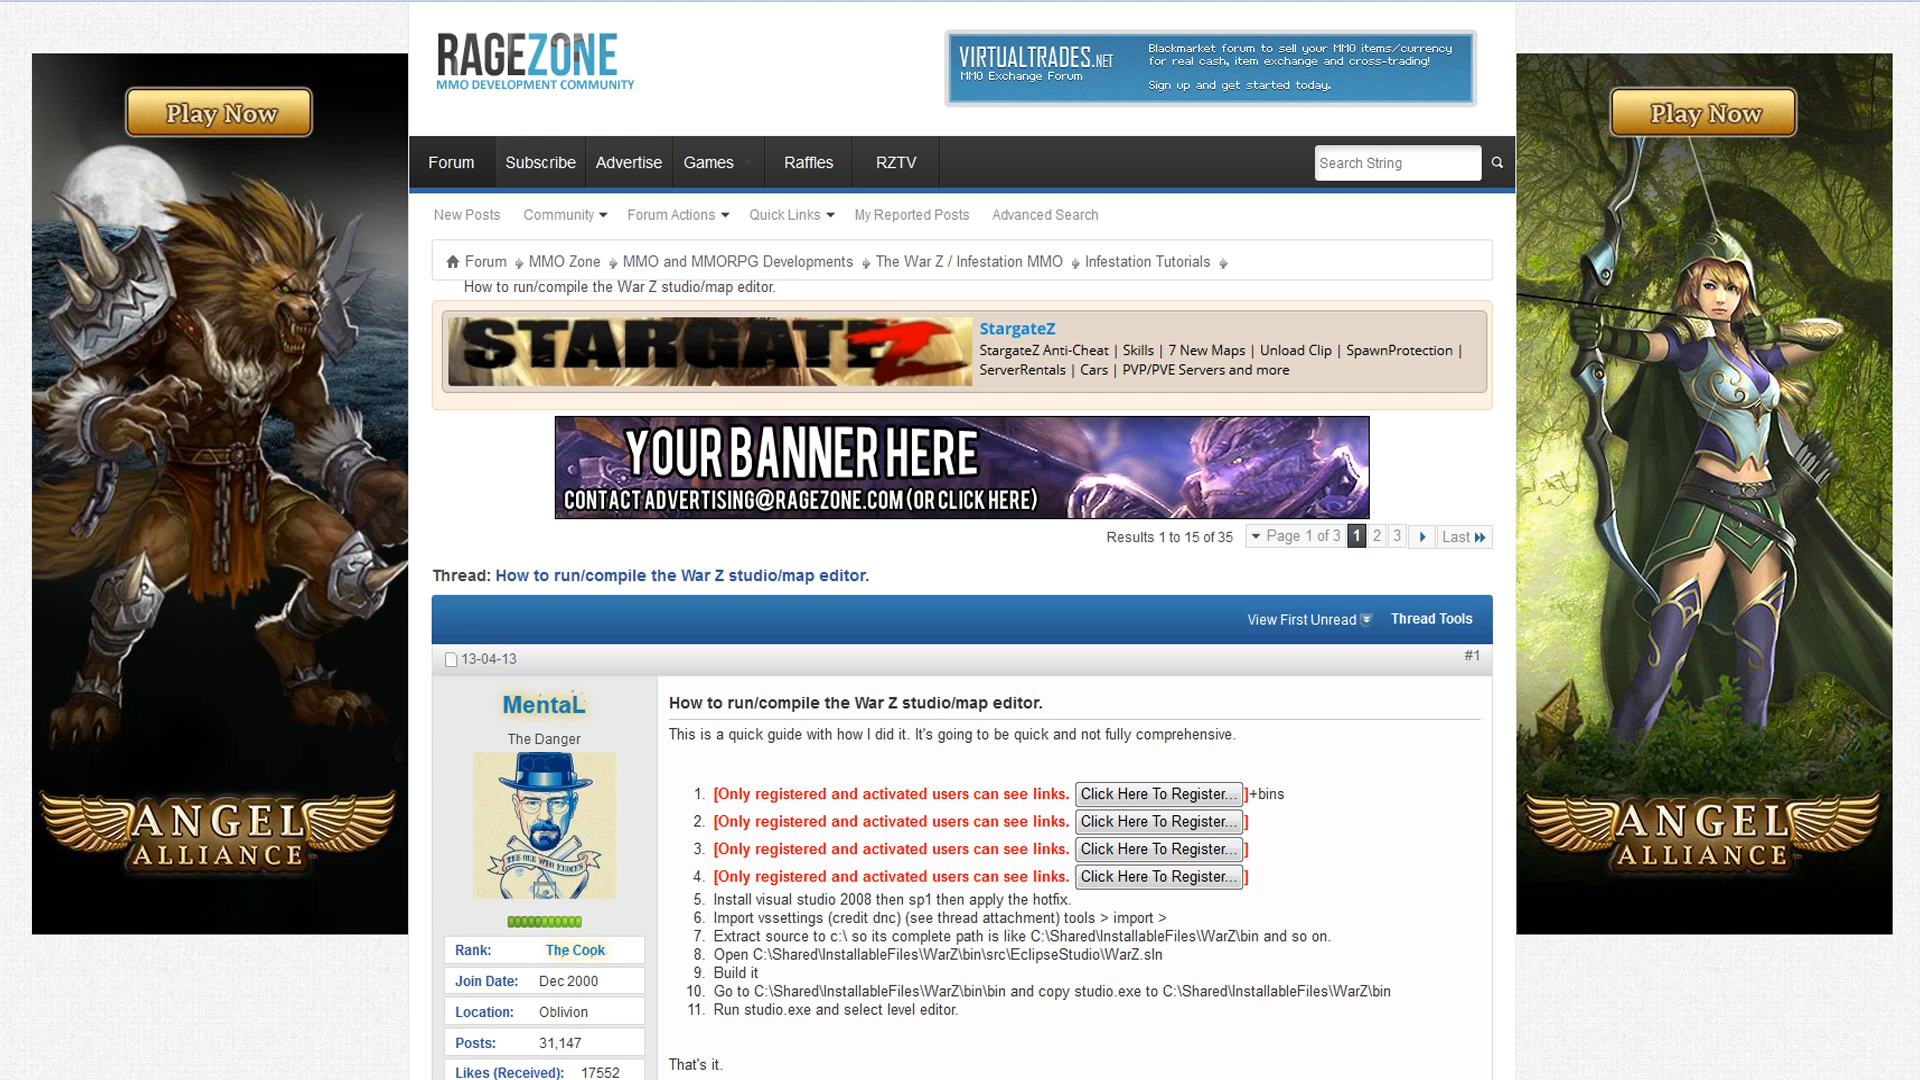 Play Now
RAGEZONE
MMO DEVELOPMENT COMMUNITY
VIRTUALTRADES.NET
MMO Exchange Forum
Blackmarket forum to sell your MMO items/currency
for real cash, item exchange and cross-trading!
Sign up and get started today.
Play Now
Forum Subscribe Advertise Games Raffles RZTV Search String
New Posts Community Forum Actions Quick Links My Reported Posts Advanced Search
Forum MMO Zone MMO and MMORPG Developments The War Z / Infestation MMO Infestation Tutorials
How to run/compile the War Z studio/map editor.
STARGATEZ
StargateZ
StargateZ Anti-Cheat | Skills | 7 New Maps | Unload Clip | SpawnProtection |
ServerRentals | Cars | PVP/PVE Servers and more
YOUR BANNER HERE
CONTACT ADVERTISING@RAGEZONE.COM (OR CLICK HERE)
Results 1 to 15 of 35 Page 1 of 3 1 2 3 Last
Thread: How to run/compile the War Z studio/map editor.
View First Unread Thread Tools
13-04-13 #1
MentaL
The Danger
THE ONE WHO KNOCKS
Rank: The Cook
Join Date: Dec 2000
Location: Oblivion
Posts: 31,147
Likes (Received): 17552
How to run/compile the War Z studio/map editor.
This is a quick guide with how I did it. It's going to be quick and not fully comprehensive.
1. [Only registered and activated users can see links. Click Here To Register...]+bins
2. [Only registered and activated users can see links. Click Here To Register...]
3. [Only registered and activated users can see links. Click Here To Register...]
4. [Only registered and activated users can see links. Click Here To Register...]
5. Install visual studio 2008 then sp1 then apply the hotfix.
6. Import vssettings (credit dnc) (see thread attachment) tools > import >
7. Extract source to c:\ so its complete path is like C:\Shared\InstallableFiles\WarZ\bin and so on.
8. Open C:\Shared\InstallableFiles\WarZ\bin\src\EclipseStudio\WarZ.sln
9. Build it
10. Go to C:\Shared\InstallableFiles\WarZ\bin\bin and copy studio.exe to C:\Shared\InstallableFiles\WarZ\bin
11. Run studio.exe and select level editor.
That's it.
ANGEL
ALLIANCE™
ANGEL
ALLIANCE™